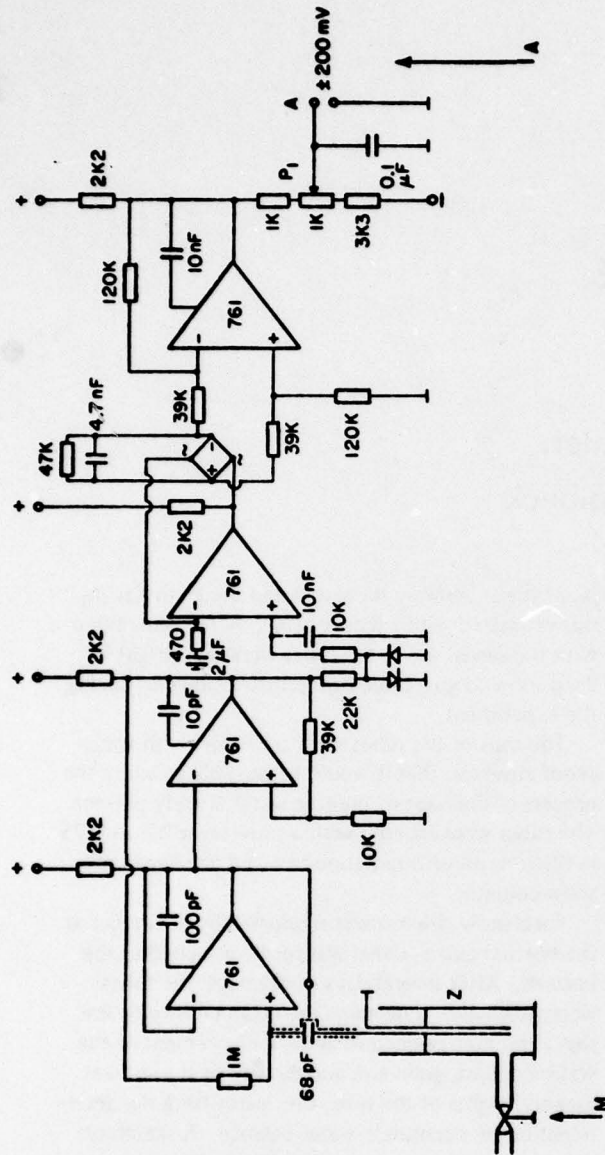 +
2K2
+
2K2
+
2K2
+
2K2
100pF
10pF
47K
4.7nF
120K
10nF
-
761
+
1M
-
761
+
470
2µF
-
761
+
~
-
+
~
39K
39K
-
761
+
1K
P1
1K
3K3
A
±200mV
0.1
µF
68nF
10K
39K
22K
10K
10nF
120K
Z
M
A